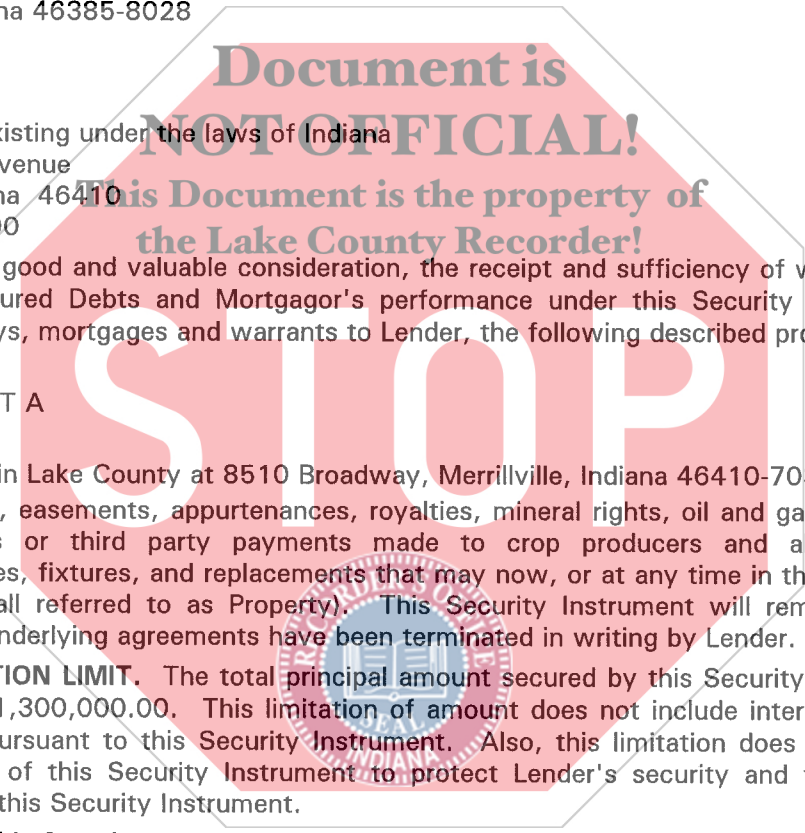 na 46385-8028
Document is
NOT OFFICIAL!
xisting under the laws of Indiana
venue
This Document is the property of
na 46410
00
the Lake County Recorder!
good and valuable consideration, the receipt and sufficiency of w
ured Debts and Mortgagor's performance under this Security
ys, mortgages and warrants to Lender, the following described pro
STOP
T A
in Lake County at 8510 Broadway, Merrillville, Indiana 46410-70
, easements, appurtenances, royalties, mineral rights, oil and ga
s or third party payments made to crop producers and a
es, fixtures, and replacements that may now, or at any time in th
all referred to as Property). This Security Instrument will rem
nderlying agreements have been terminated in writing by Lender.
RECORDER'S OFFICE
TION LIMIT. The total principal amount secured by this Security
1,300,000.00. This limitation of amount does not include inter
ursuant to this Security Instrument. Also, this limitation does
SEAL
INDIANA
of this Security Instrument to protect Lender's security and
this Security Instrument.